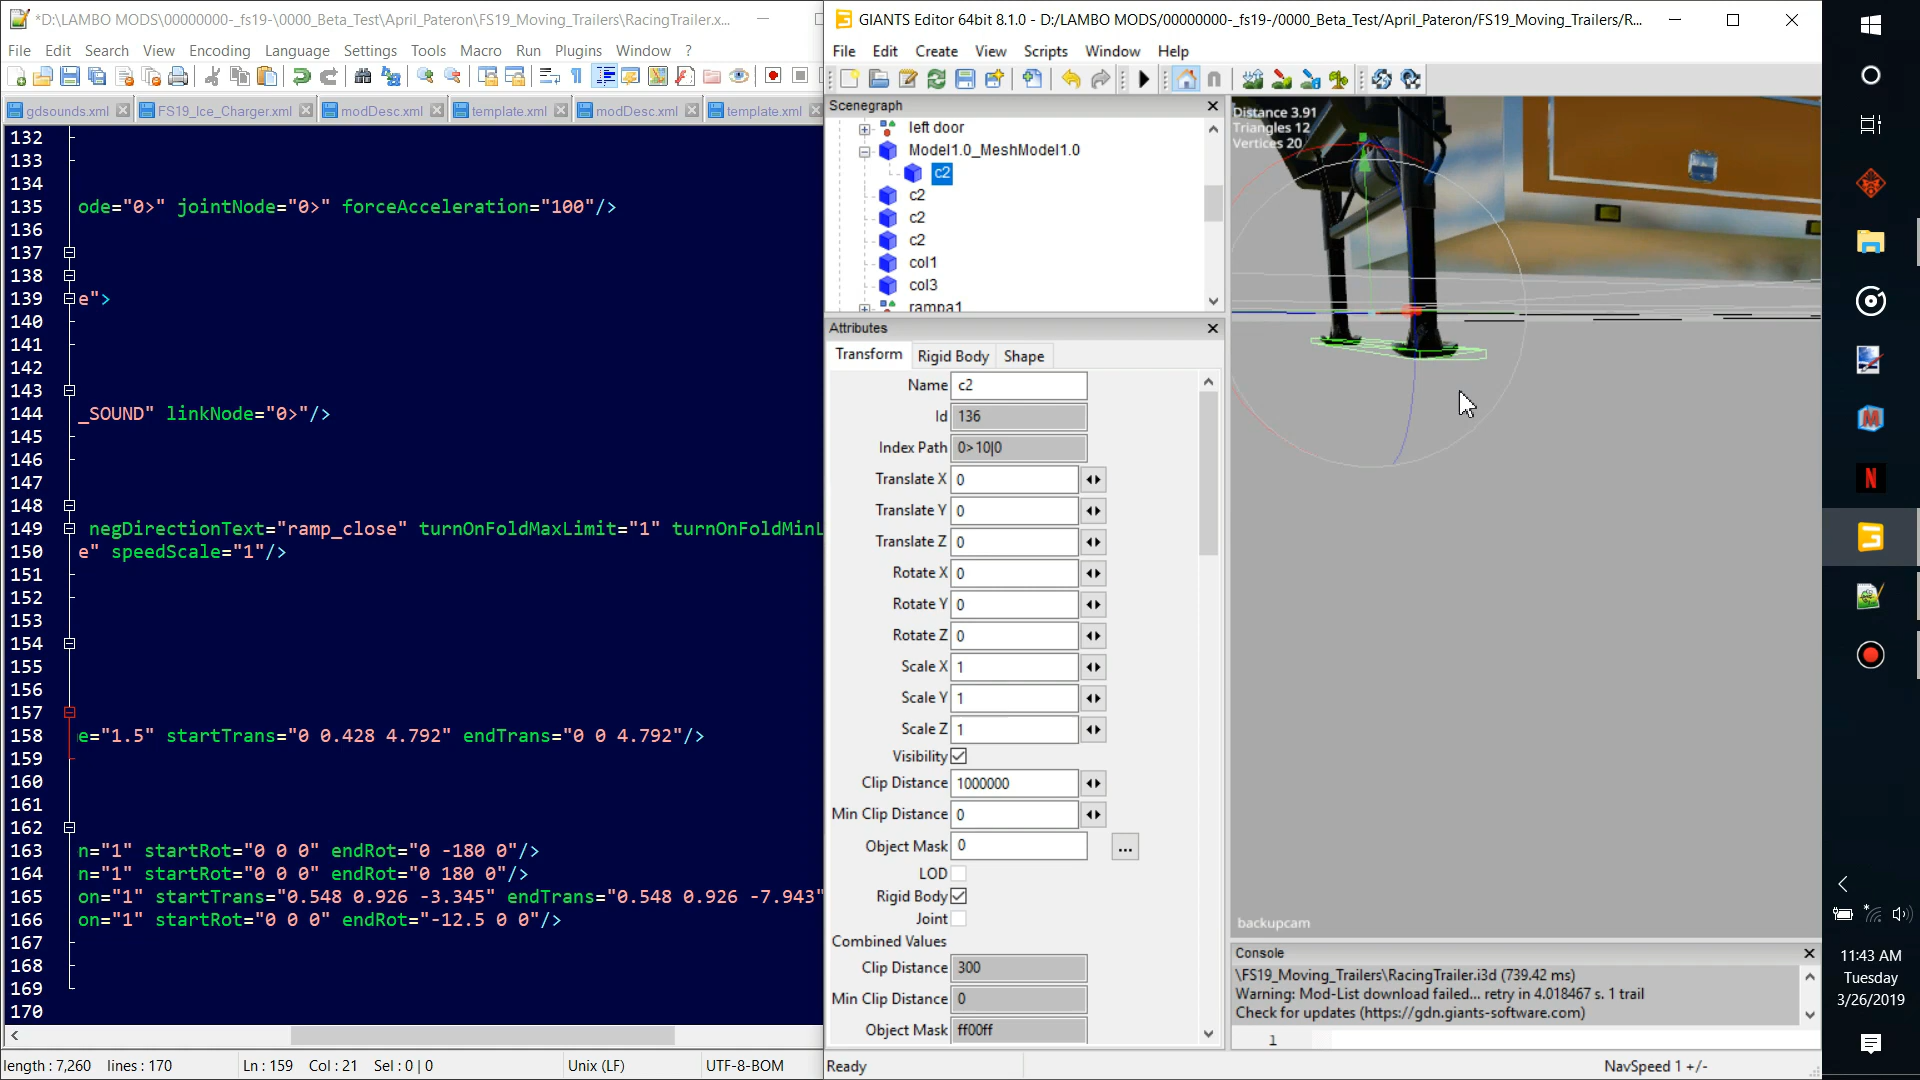 *D:\LAMBO MODS\00000000-_fs19-\0000_Beta_Test\April_Pateron\FS19_Moving_Trailers\RacingTrailer.x...
File Edit Search View Encoding Language Settings Tools Macro Run Plugins Window ?
gdsounds.xml FS19_Ice_Charger.xml modDesc.xml template.xml modDesc.xml template.xml
132
133
134
135 ode="0>" jointNode="0>" forceAcceleration="100"/>
136
137
138
139 e">
140
141
142
143
144 _SOUND" linkNode="0>"/>
145
146
147
148
149 negDirectionText="ramp_close" turnOnFoldMaxLimit="1" turnOnFoldMinL
150 e" speedScale="1"/>
151
152
153
154
155
156
157
158 e="1.5" startTrans="0 0.428 4.792" endTrans="0 0 4.792"/>
159
160
161
162
163 n="1" startRot="0 0 0" endRot="0 -180 0"/>
164 n="1" startRot="0 0 0" endRot="0 180 0"/>
165 on="1" startTrans="0.548 0.926 -3.345" endTrans="0.548 0.926 -7.943"
166 on="1" startRot="0 0 0" endRot="-12.5 0 0"/>
167
168
169
170
length : 7,260 lines : 170 Ln : 159 Col : 21 Sel : 0 | 0 Unix (LF) UTF-8-BOM
GIANTS Editor 64bit 8.1.0 - D:/LAMBO MODS/00000000-_fs19-/0000_Beta_Test/April_Pateron/FS19_Moving_Trailers/R...
File Edit Create View Scripts Window Help
Scenegraph
left door
Model1.0_MeshModel1.0
c2
c2
c2
c2
col1
col3
rampa1
Attributes
Transform Rigid Body Shape
Name c2
Id 136
Index Path 0>10|0
Translate X 0
Translate Y 0
Translate Z 0
Rotate X 0
Rotate Y 0
Rotate Z 0
Scale X 1
Scale Y 1
Scale Z 1
Visibility
Clip Distance 1000000
Min Clip Distance 0
Object Mask 0 ...
LOD
Rigid Body
Joint
Combined Values
Clip Distance 300
Min Clip Distance 0
Object Mask ff00ff
Ready
Distance 3.91
Triangles 12
Vertices 20
backupcam
Console
\FS19_Moving_Trailers\RacingTrailer.i3d (739.42 ms)
Warning: Mod-List download failed... retry in 4.018467 s. 1 trail
Check for updates (https://gdn.giants-software.com)
1
NavSpeed 1 +/-
N
11:43 AM
Tuesday
3/26/2019